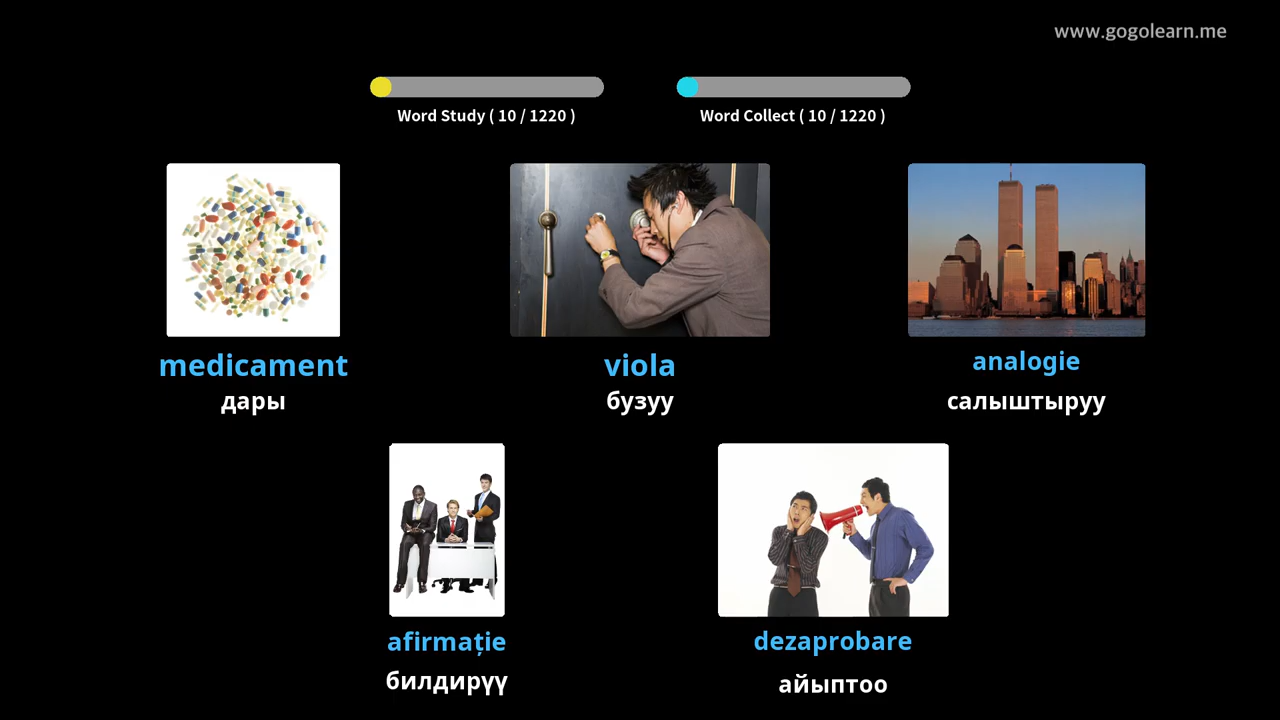 www.gogolearn.me
Word Study ( 10 / 1220 )
Word Collect ( 10 / 1220 )
medicament
дары
viola
бузуу
analogie
салыштыруу
afirmație
билдирүү
dezaprobare
айыптоо